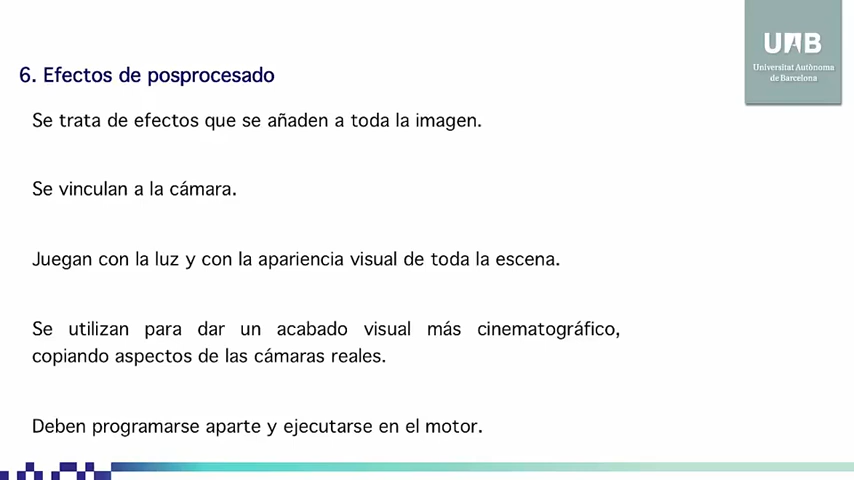 UAB
Universitat Autònoma
de Barcelona
6. Efectos de posprocesado
Se trata de efectos que se añaden a toda la imagen.
Se vinculan a la cámara.
Juegan con la luz y con la apariencia visual de toda la escena.
Se utilizan para dar un acabado visual más cinematográfico,
copiando aspectos de las cámaras reales.
Deben programarse aparte y ejecutarse en el motor.